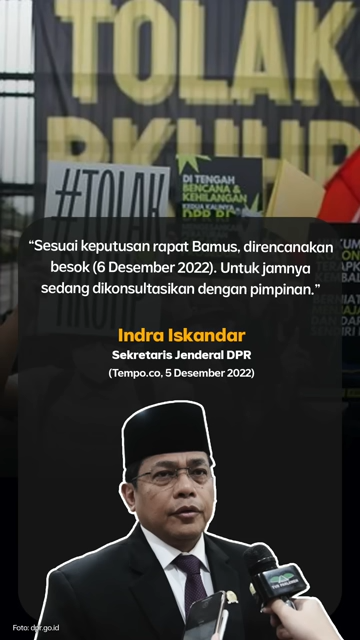 TOLAK
RKUHP
#TOLAK
DI TENGAH
BENCANA &
KEHILANGAN
"Sesuai keputusan rapat Bamus, direncanakan
besok (6 Desember 2022). Untuk jamnya
sedang dikonsultasikan dengan pimpinan."
Indra Iskandar
Sekretaris Jenderal DPR
(Tempo.co, 5 Desember 2022)
Foto: dpr.go.id